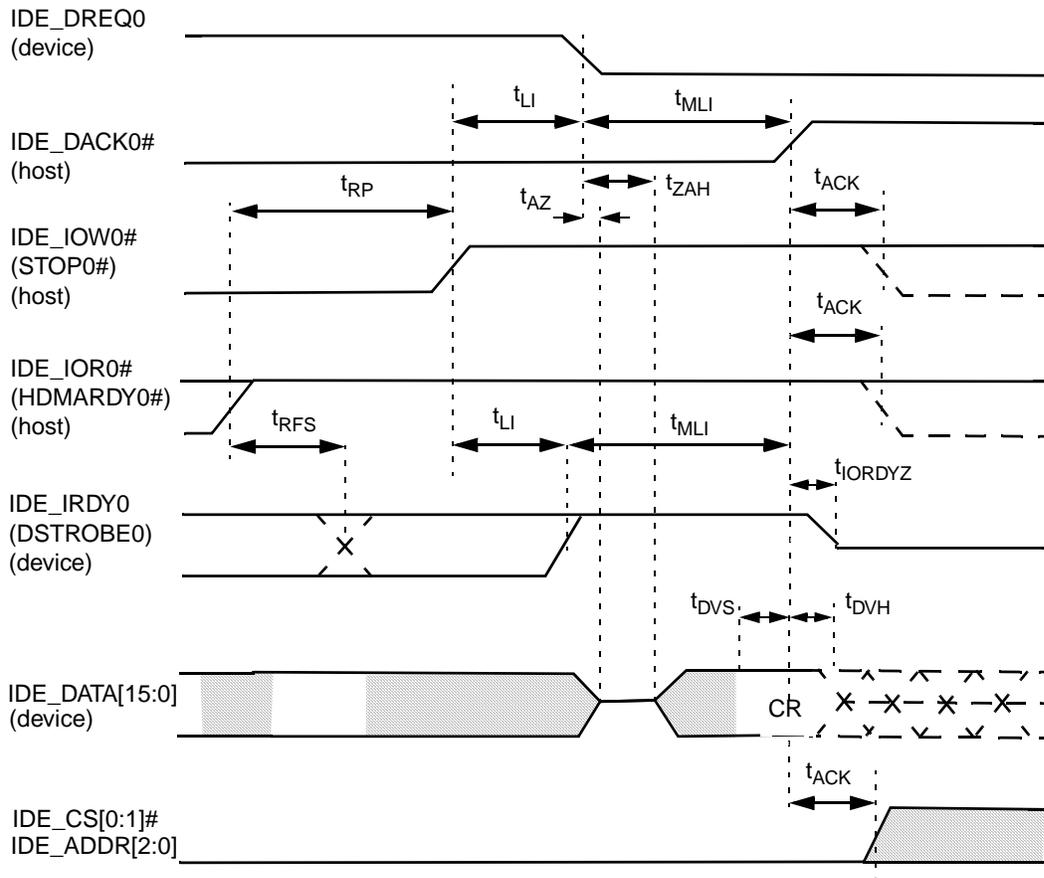 IDE_DREQ0
(device)
tLI
tMLI
IDE_DACK0#
(host)
tRP
tAZ
tZAH
tACK
IDE_IOW0#
(STOP0#)
(host)
tACK
IDE_IOR0#
(HDMARDY0#)
(host)
tRFS
tLI
tMLI
tIORDYZ
IDE_IRDY0
(DSTROBE0)
(device)
tDVS
tDVH
IDE_DATA[15:0]
(device)
CR
tACK
IDE_CS[0:1]#
IDE_ADDR[2:0]